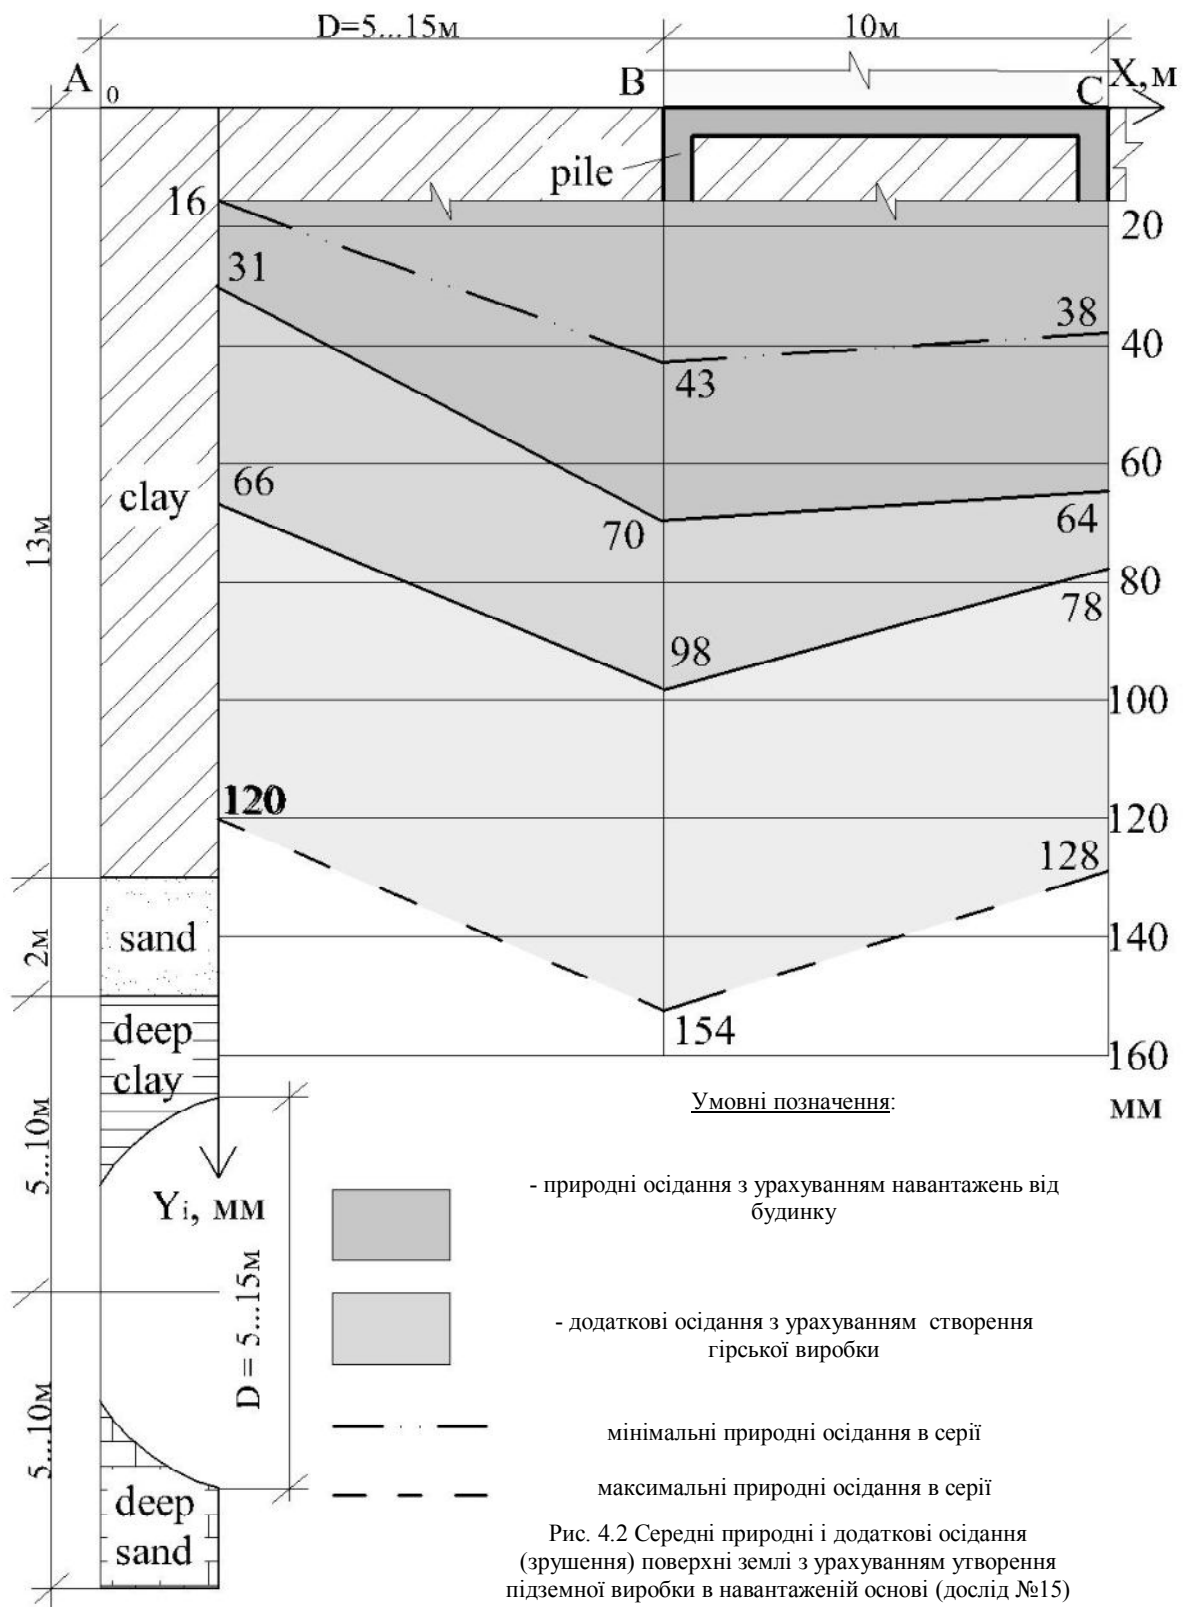 D=5...15м
10м
A
0
B
C
X,м
pile
16
20
31
38
40
43
13м
clay
66
60
70
64
80
78
98
100
120
120
128
2м
sand
140
154
160
мм
deep
clay
5...10м
Yi, мм
D = 5...15м
5...10м
deep
sand
Умовні позначення:
- природні осідання з урахуванням навантажень від
будинку
- додаткові осідання з урахуванням створення
гірської виробки
мінімальні природні осідання в серії
максимальні природні осідання в серії
Рис. 4.2 Середні природні і додаткові осідання
(зрушення) поверхні землі з урахуванням утворення
підземної виробки в навантаженій основі (дослід №15)